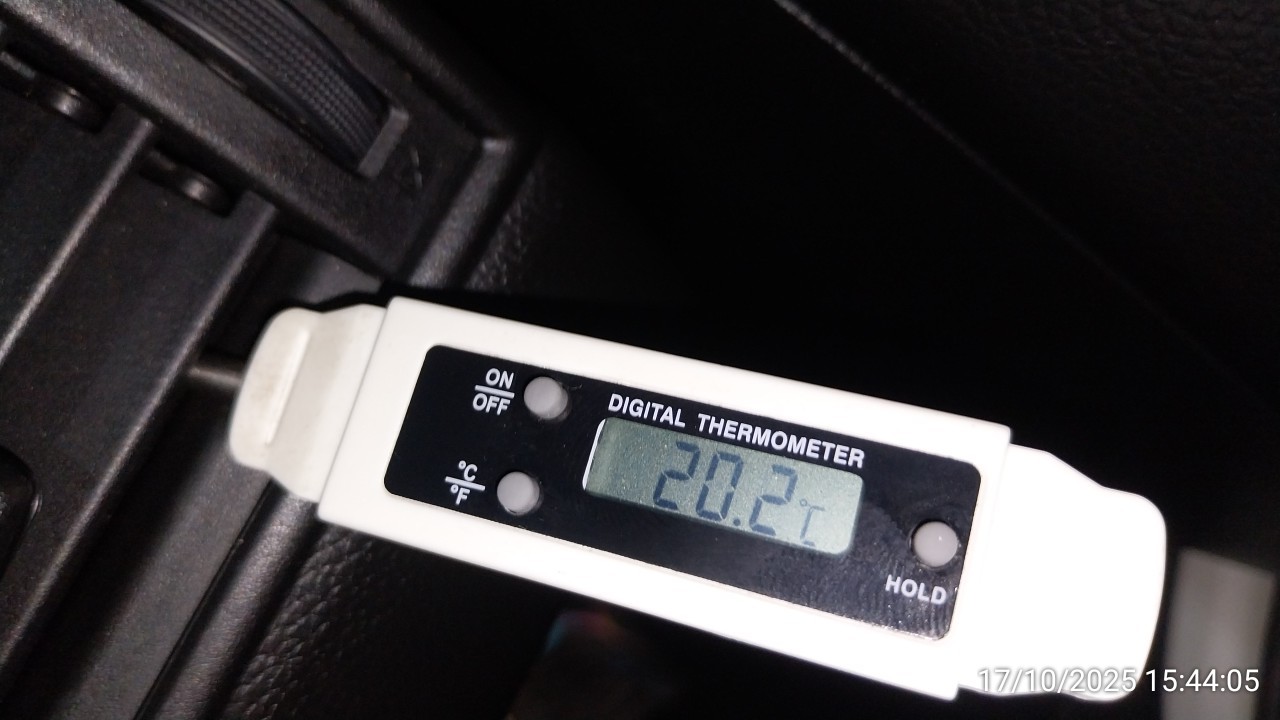 ON
OFF
DIGITAL THERMOMETER
°C
°F
20.2°C
HOLD
17/10/2025 15:44:05